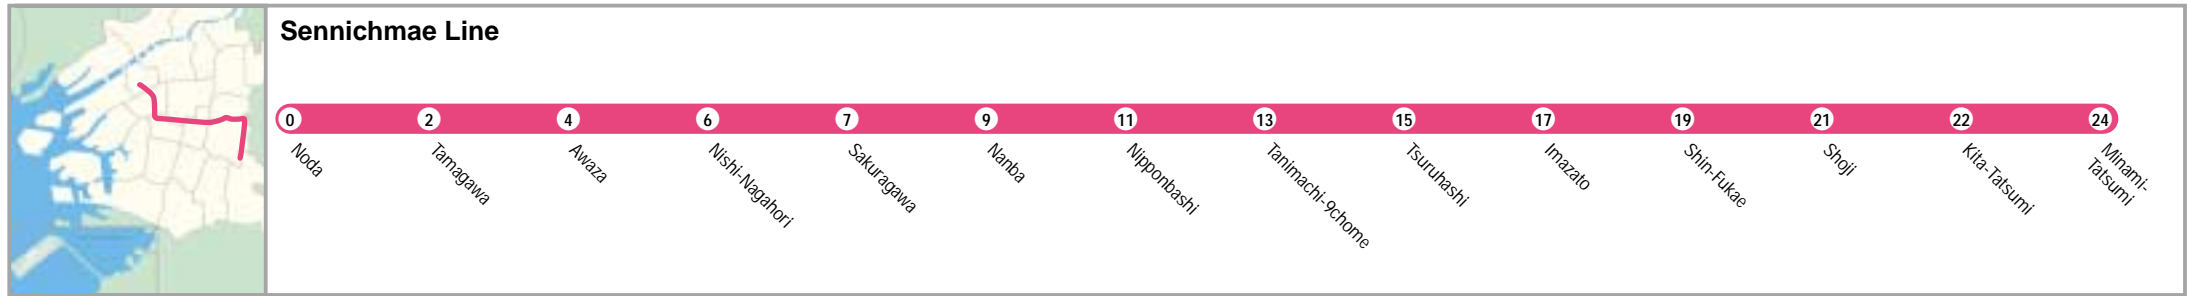 Sennichmae Line
0 2 4 6 7 9 11 13 15 17 19 21 22 24
Noda
Tamagawa
Awaza
Nishi-Nagahori
Sakuragawa
Nanba
Nipponbashi
Tanimachi-9chome
Tsuruhashi
Imazato
Shin-Fukae
Shoji
Kita-Tatsumi
Minami-
Tatsumi